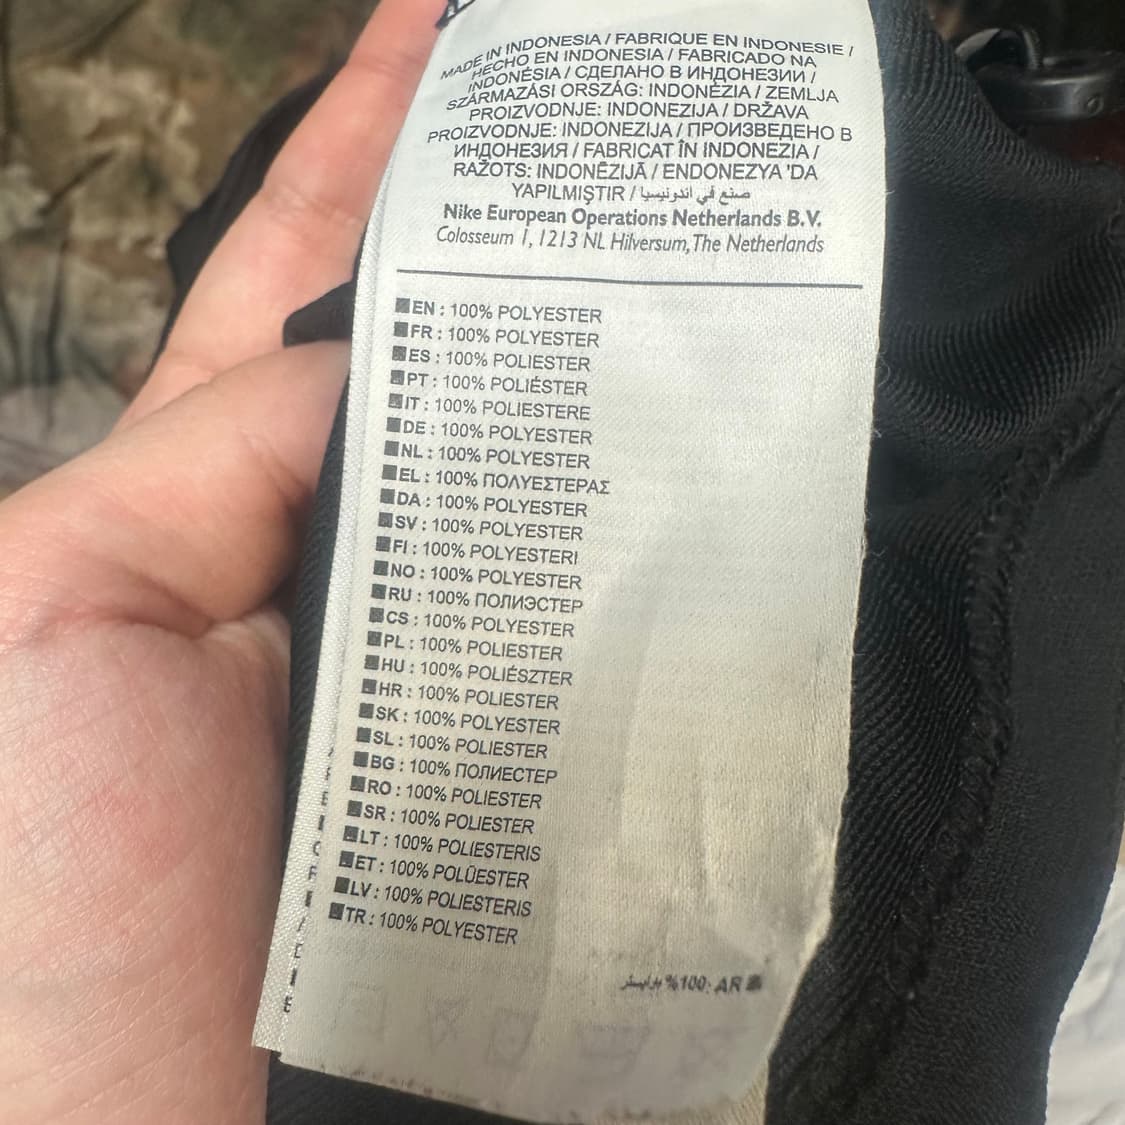 MADE IN INDONESIA / FABRIQUE EN INDONESIE /
HECHO EN INDONESIA / FABRICADO NA
INDONÉSIA / СДЕЛАНО В ИНДОНЕЗИИ /
SZÁRMAZÁSI ORSZÁG: INDONÉZIA / ZEMLJA
PROIZVODNJE: INDONEZIJA / DRŽAVA
PROIZVODNJE: INDONEZIJA / ПРОИЗВЕДЕНО В
ИНДОНЕЗИЯ / FABRICAT ÎN INDONEZIA /
RAŽOTS: INDONĒZIJĀ / ENDONEZYA 'DA
YAPILMIŞTIR / صنع في اندونيسيا
Nike European Operations Netherlands B.V.
Colosseum 1, 1213 NL Hilversum, The Netherlands
EN : 100% POLYESTER
FR : 100% POLYESTER
ES : 100% POLIESTER
PT : 100% POLIÉSTER
IT : 100% POLIESTERE
DE : 100% POLYESTER
NL : 100% POLYESTER
EL : 100% ΠΟΛΥΕΣΤΕΡΑΣ
DA : 100% POLYESTER
SV : 100% POLYESTER
FI : 100% POLYESTERI
NO : 100% POLYESTER
RU : 100% ПОЛИЭСТЕР
CS : 100% POLYESTER
PL : 100% POLIESTER
HU : 100% POLIÉSZTER
HR : 100% POLIESTER
SK : 100% POLYESTER
SL : 100% POLIESTER
BG : 100% ПОЛИЕСТЕР
RO : 100% POLIESTER
SR : 100% POLIESTER
LT : 100% POLIESTERIS
ET : 100% POLÜESTER
LV : 100% POLIESTERIS
TR : 100% POLYESTER
AR :100% بوليستر